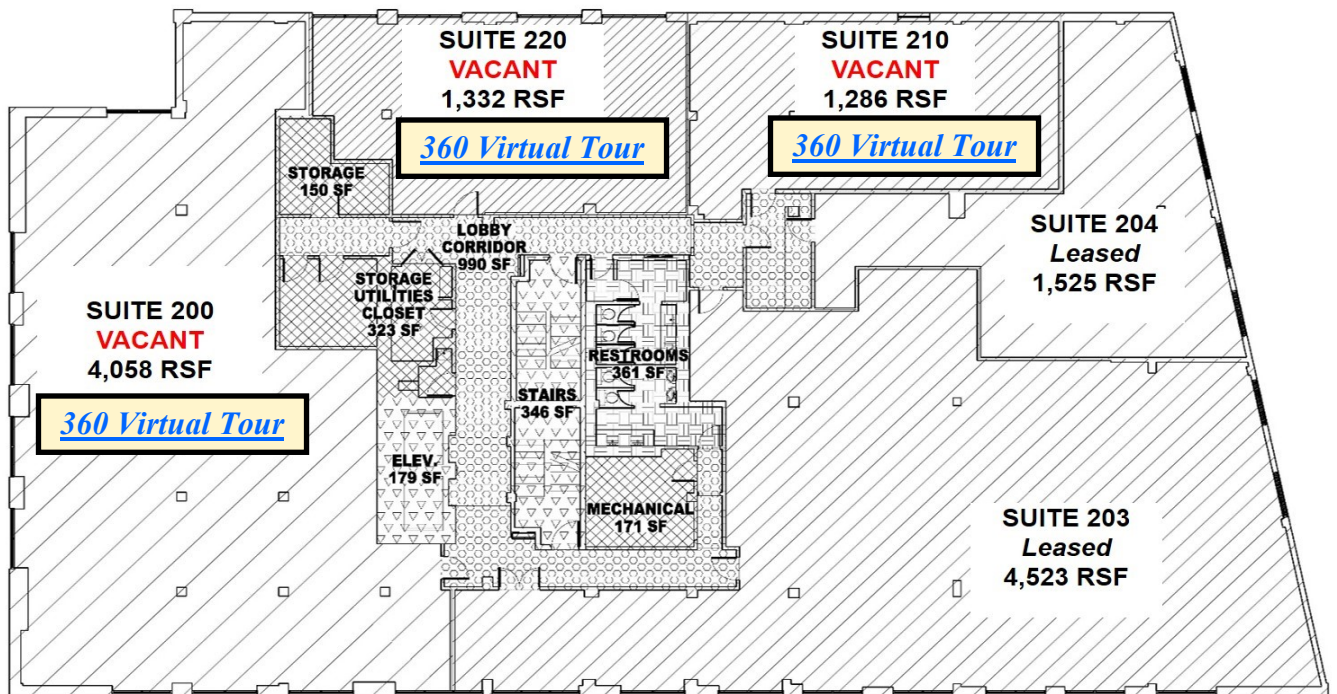 SUITE 220
VACANT
1,332 RSF
360 Virtual Tour
SUITE 210
VACANT
1,286 RSF
360 Virtual Tour
STORAGE
150 SF
LOBBY
CORRIDOR
990 SF
SUITE 204
Leased
1,525 RSF
STORAGE
UTILITIES
CLOSET
323 SF
SUITE 200
VACANT
4,058 RSF
360 Virtual Tour
RESTROOMS
361 SF
STAIRS
346 SF
ELEV.
179 SF
MECHANICAL
171 SF
SUITE 203
Leased
4,523 RSF